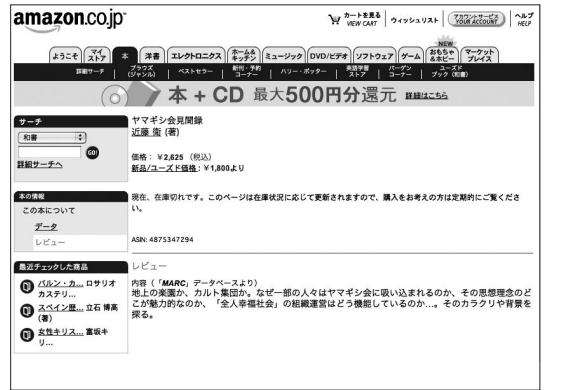 amazon.co.jp
カートを見る
VIEW CART
ウィッシュリスト
アカウントサービス
YOUR ACCOUNT
ヘルプ
HELP
ようこそ
マイ
ストア
本
洋書
エレクトロニクス
ホーム&
キッチン
ミュージック
DVD/ビデオ
ソフトウェア
ゲーム
NEW
おもちゃ
&ホビー
マーケット
プレイス
詳細サーチ
ブラウズ
(ジャンル)
ベストセラー
新刊・予約
コーナー
ハリー・ポッター
英語学習
ストア
バーゲン
コーナー
ユーズド
ブック (和書)
本 + CD 最大500円分還元 詳細はこちら
サーチ
和書
GO!
詳細サーチへ
ヤマギシ会見聞録
近藤 衛 (著)
価格: ¥2,625 (税込)
新品/ユーズド価格 : ¥1,800より
本の情報
この本について
データ
レビュー
現在、在庫切れです。このページは在庫状況に応じて更新されますので、購入をお考えの方は定期的にご覧くださ
い。
ASIN: 4875347294
最近チェックした商品
バルン・カ... ロサリオ
カステリ...
スペイン歴... 立石 博高
(著)
女性キリス... 富坂キ
リ...
レビュー
内容 (「MARC」データベースより)
地上の楽園か、カルト集団か。なぜ一部の人々はヤマギシ会に吸い込まれるのか、その思想理念のど
こが魅力的なのか、「全人幸福社会」の組織運営はどう機能しているのか…。そのカラクリや背景を
探る。